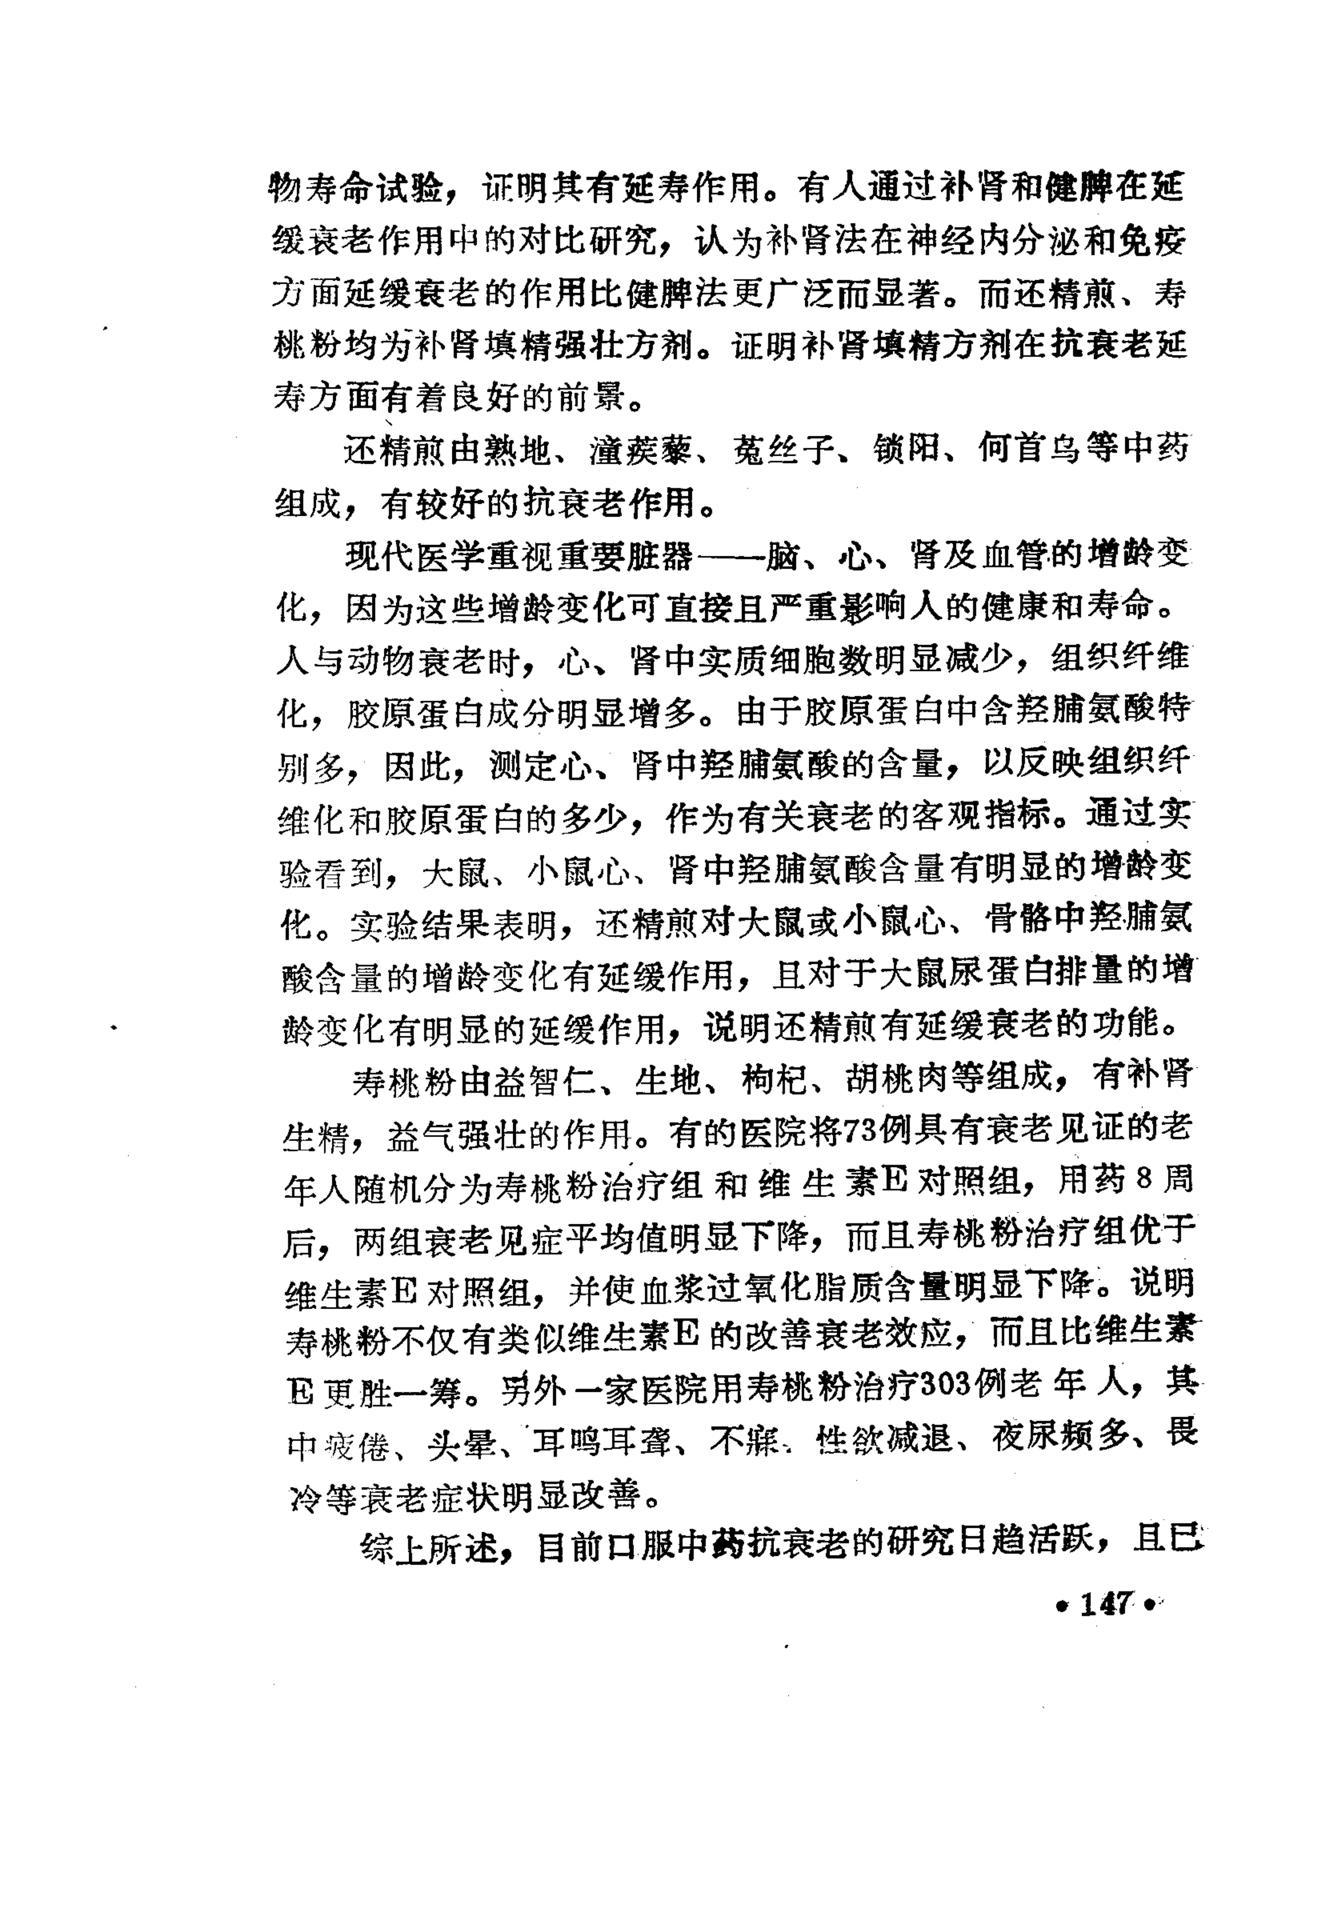 物寿命试验，证明其有延寿作用。有人通过补肾和健脾在延
缓衰老作用中的对比研究，认为补肾法在神经内分泌和免疫
方面延缓衰老的作用比健脾法更广泛而显著。而还精煎、寿
桃粉均为补肾填精强壮方剂。证明补肾填精方剂在抗衰老延
寿方面有着良好的前景。
还精煎由熟地、潼蒺藜、菟丝子、锁阳、何首乌等中药
组成，有较好的抗衰老作用。
现代医学重视重要脏器——脑、心、肾及血管的增龄变
化，因为这些增龄变化可直接且严重影响人的健康和寿命。
人与动物衰老时，心、肾中实质细胞数明显减少，组织纤维
化，胶原蛋白成分明显增多。由于胶原蛋白中含羟脯氨酸特
别多，因此，测定心、肾中羟脯氨酸的含量，以反映组织纤
维化和胶原蛋白的多少，作为有关衰老的客观指标。通过实
验看到，大鼠、小鼠心、肾中羟脯氨酸含量有明显的增龄变
化。实验结果表明，还精煎对大鼠或小鼠心、骨骼中羟脯氨
酸含量的增龄变化有延缓作用，且对于大鼠尿蛋白排量的增
龄变化有明显的延缓作用，说明还精煎有延缓衰老的功能。
寿桃粉由益智仁、生地、枸杞、胡桃肉等组成，有补肾
生精，益气强壮的作用。有的医院将73例具有衰老见证的老
年人随机分为寿桃粉治疗组和维生素E对照组，用药8周
后，两组衰老见症平均值明显下降，而且寿桃粉治疗组优于
维生素E对照组，并使血浆过氧化脂质含量明显下降。说明
寿桃粉不仅有类似维生素E的改善衰老效应，而且比维生素
E更胜一筹。另外一家医院用寿桃粉治疗303例老年人，其
中疲倦、头晕、耳鸣耳聋、不寐、性欲减退、夜尿频多、畏
冷等衰老症状明显改善。
综上所述，目前口服中药抗衰老的研究日趋活跃，且已
•147•